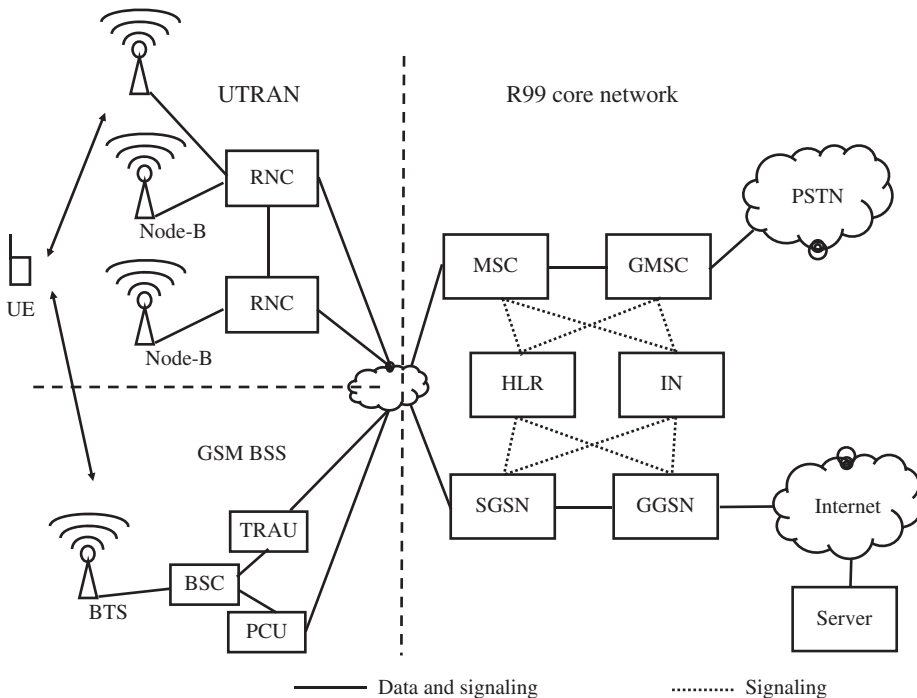 UTRAN
R99 core network
RNC
Node-B
PSTN
MSC
GMSC
UE
RNC
Node-B
HLR
IN
GSM BSS
SGSN
GGSN
Internet
TRAU
BSC
BTS
PCU
Server
Data and signaling
Signaling